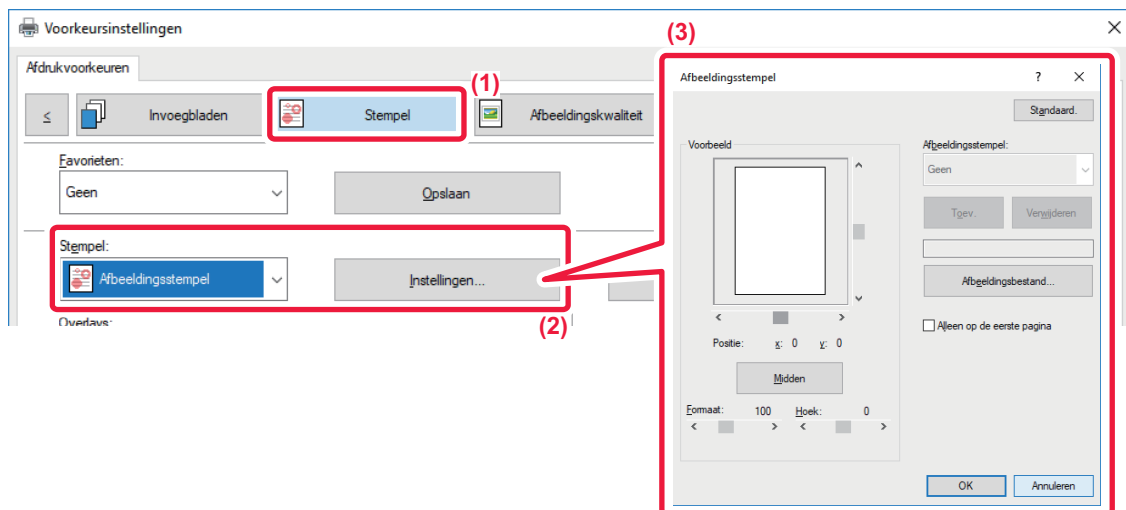 Voorkeursinstellingen
(3)
Afdrukvoorkeuren
(1)
<
Invoegbladen
Stempel
Afbeeldingskwaliteit
Favorieten:
Geen
Opslaan
Stempel:
Afbeeldingsstempel
Instellingen...
Overlays:
(2)
Afbeeldingsstempel
?
Standaard.
Voorbeeld
Afbeeldingsstempel:
Geen
Toev.
Verwijderen
Afbeeldingsbestand...
Alleen op de eerste pagina
Positie: x: 0 y: 0
Midden
Formaat: 100 Hoek: 0
OK
Annuleren